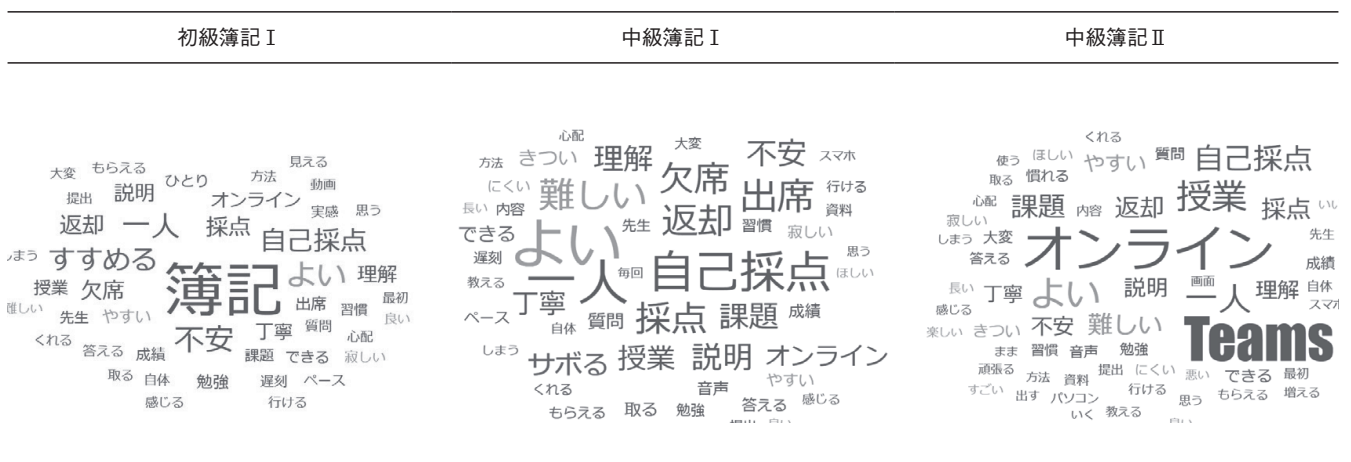 初級簿記Ⅰ 中級簿記Ⅰ 中級簿記Ⅱ
見える
大変 もらえる 方法
ひとり 動画
提出 説明 オンライン
実感 思う
返却 一人 採点
自己採点
しまう すすめる
簿記 よい 理解
授業 欠席
出席 習慣 最初
難しい 先生 やすい 良い
不安 丁寧 質問 心配
くれる
答える 成績 課題 できる 寂しい
取る 自体 勉強 遅刻 ペース
感じる 行ける
心配 大変
方法 きつい 理解 不安 スマホ
欠席
にくい 難しい 出席 行ける
長い 内容 返却 資料
先生 習慣
できる よい 寂しい
遅刻 思う
一人 毎回 自己採点 ほしい
教える
丁寧
ペース 自体 質問 採点 課題 成績
しまう
サボる 授業 説明 オンライン
やすい
くれる 音声
もらえる 取る 勉強 答える 感じる
提出 良い
くれる
使う ほしい やすい 質問 自己採点
取る 慣れる
心配 課題 内容 返却 授業 採点
寂しい
しまう 大変 オンライン 先生
答える 成績
長い 丁寧 よい 説明 画面 一人 理解 自体
感じる スマホ
楽しい きつい 不安 難しい
Teams
まま 習慣 音声 勉強
頑張る 方法 資料 提出 にくい 悪い できる 最初
すごい 出す パソコン 行ける 思う もらえる 増える
いく 教える
良い